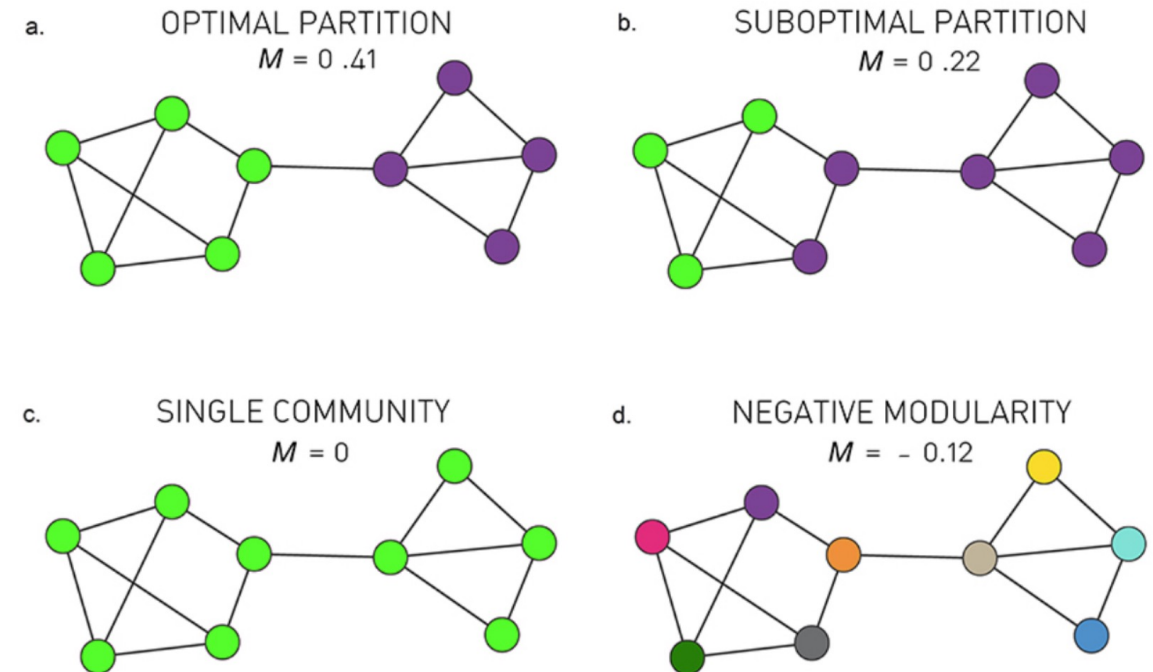 a.
OPTIMAL PARTITION
M = 0 .41
b.
SUBOPTIMAL PARTITION
M = 0 .22
c.
SINGLE COMMUNITY
M = 0
d.
NEGATIVE MODULARITY
M = - 0.12